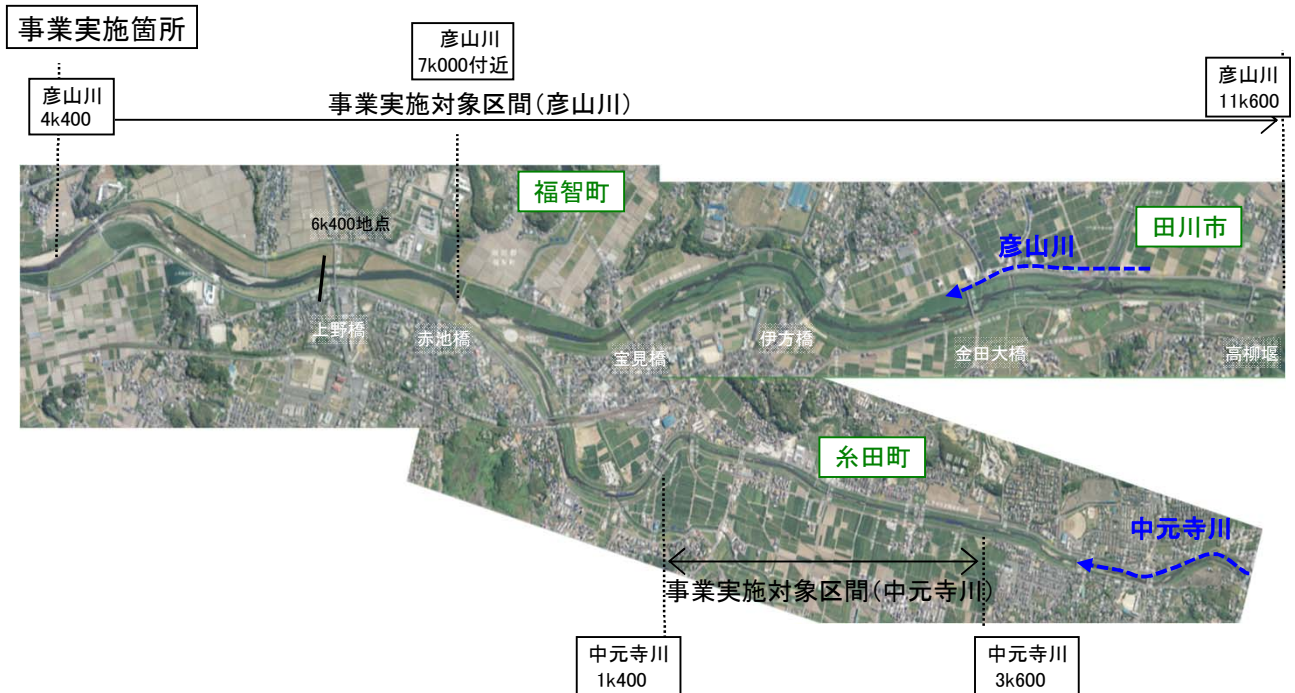 事業実施箇所
彦山川
4k400
彦山川
7k000付近
彦山川
11k600
事業実施対象区間(彦山川)
福智町
田川市
6k400地点
彦山川
上野橋
赤池橋
宝見橋
伊方橋
金田大橋
高柳堰
糸田町
中元寺川
事業実施対象区間(中元寺川)
中元寺川
1k400
中元寺川
3k600